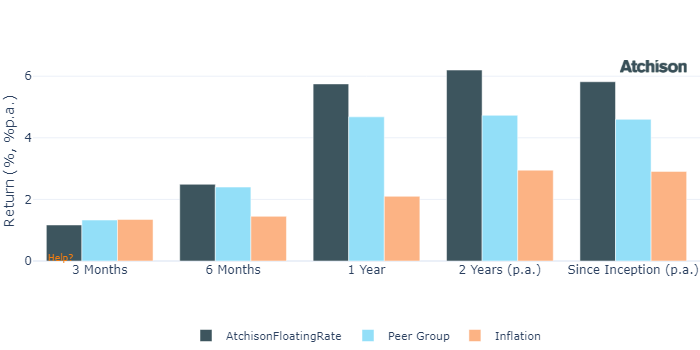 Atchison
Return (%, %p.a.)
6
4
2
0
Help?
3 Months
6 Months
1 Year
2 Years (p.a.)
Since Inception (p.a.)
AtchisonFloatingRate
Peer Group
Inflation